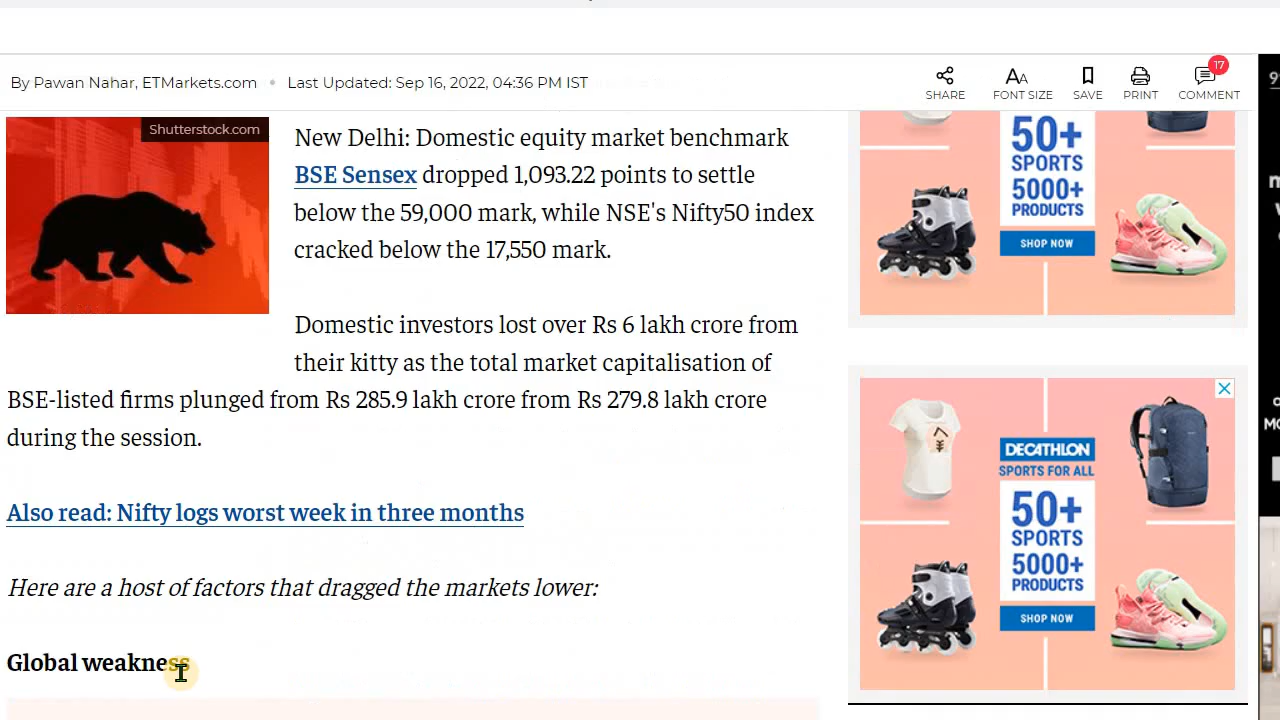 By Pawan Nahar, ETMarkets.com • Last Updated: Sep 16, 2022, 04:36 PM IST
SHARE
FONT SIZE
SAVE
PRINT
17
COMMENT
Shutterstock.com
New Delhi: Domestic equity market benchmark
BSE Sensex dropped 1,093.22 points to settle
below the 59,000 mark, while NSE's Nifty50 index
cracked below the 17,550 mark.
Domestic investors lost over Rs 6 lakh crore from
their kitty as the total market capitalisation of
BSE-listed firms plunged from Rs 285.9 lakh crore from Rs 279.8 lakh crore
during the session.
Also read: Nifty logs worst week in three months
Here are a host of factors that dragged the markets lower:
Global weakness
50+
SPORTS
5000+
PRODUCTS
SHOP NOW
DECATHLON
SPORTS FOR ALL
50+
SPORTS
5000+
PRODUCTS
SHOP NOW